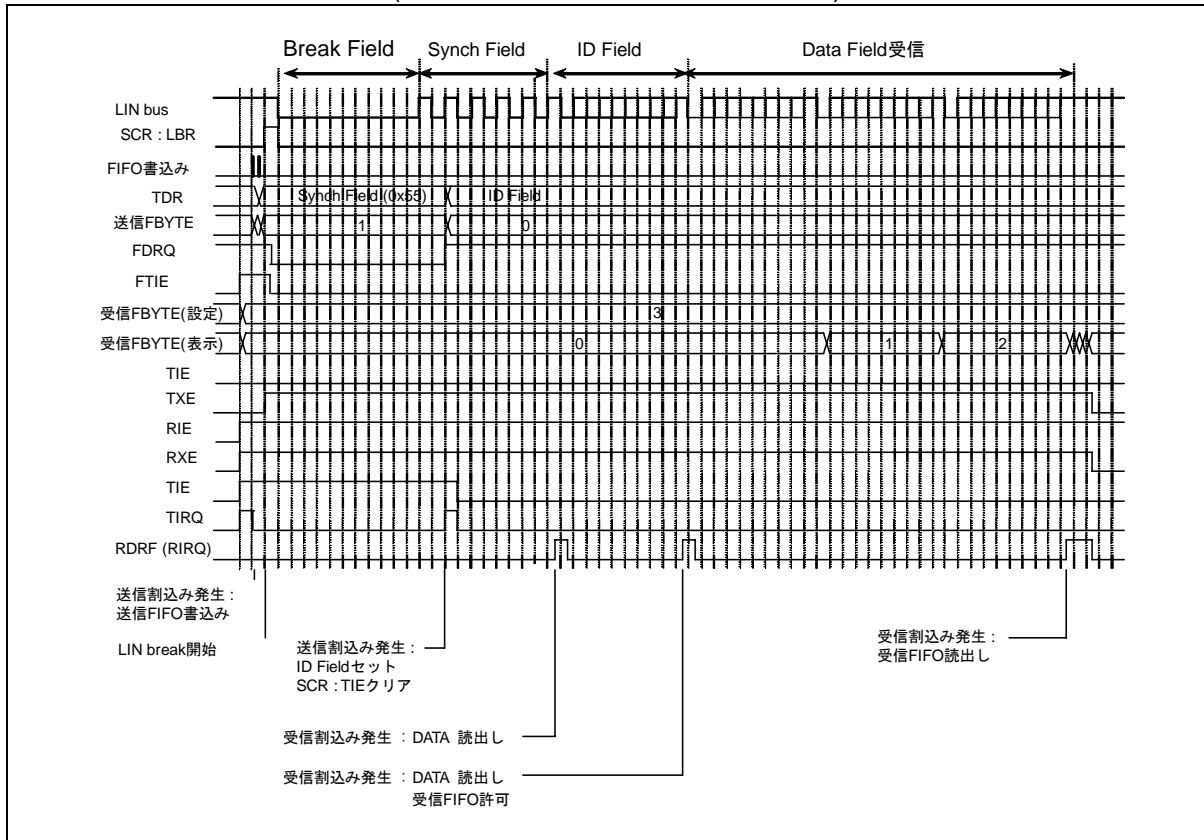 Break Field Synch Field ID Field Data Field受信
LIN bus
SCR : LBR
FIFO書込み
TDR Synch Field (0x55) ID Field
送信FBYTE 1 0
FDRQ
FTIE
受信FBYTE(設定) 3
受信FBYTE(表示) 0 1 2
TIE
TXE
RIE
RXE
TIE
TIRQ
RDRF (RIRQ)
送信割込み発生 :
送信FIFO書込み
LIN break開始
送信割込み発生 :
ID Fieldセット
SCR : TIEクリア
受信割込み発生 :
受信FIFO読出し
受信割込み発生 : DATA 読出し
受信割込み発生 : DATA 読出し
受信FIFO許可